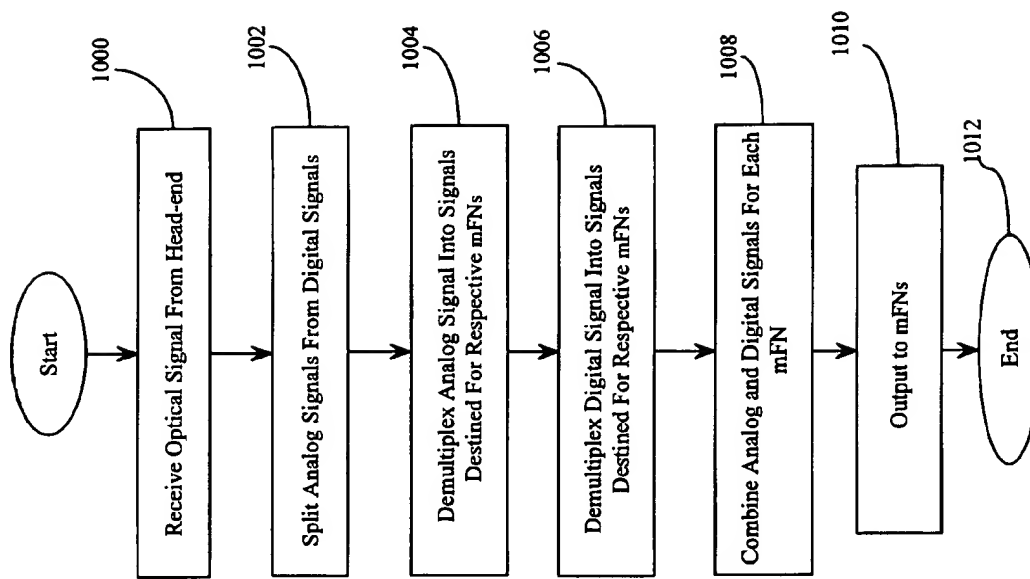 Start
1000
Receive Optical Signal From Head-end
1002
Split Analog Signals From Digital Signals
1004
Demultiplex Analog Signal Into Signals
Destined For Respective mFNs
1006
Demultiplex Digital Signal Into Signals
Destined For Respective mFNs
1008
Combine Analog and Digital Signals For Each
mFN
1010
Output to mFNs
1012
End